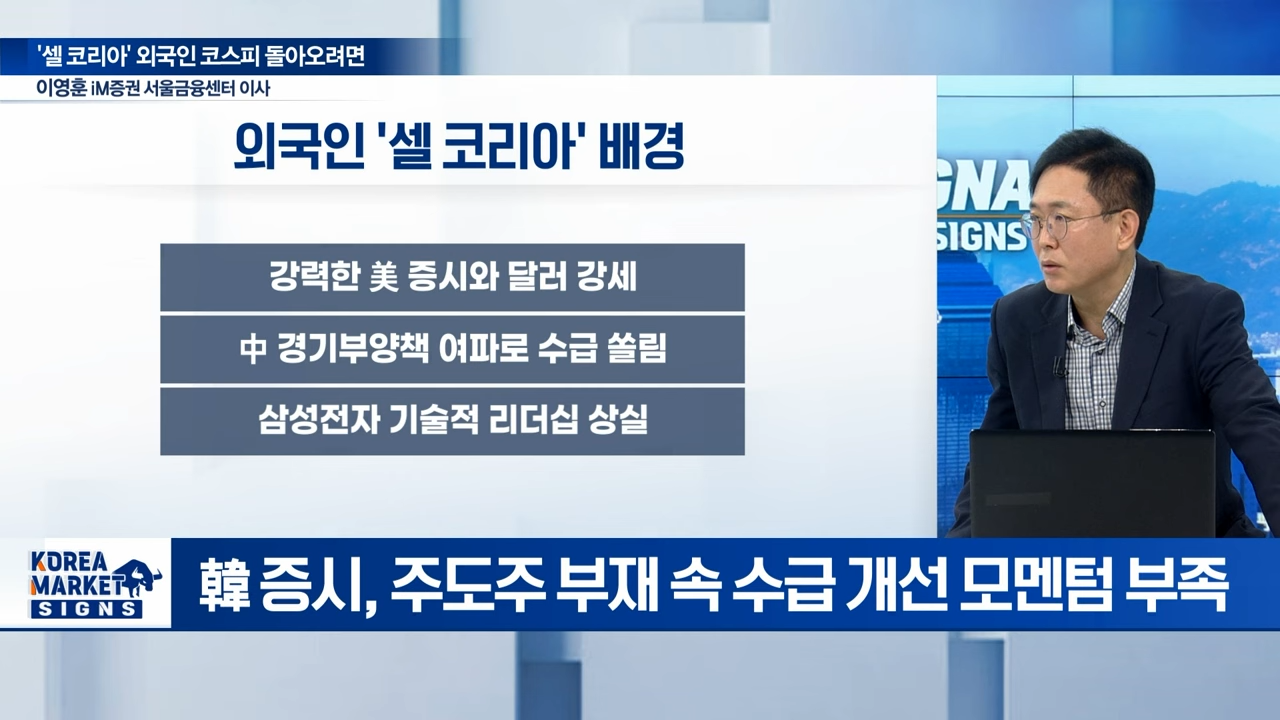 '셀 코리아' 외국인 코스피 돌아오려면
이영훈 iM증권 서울금융센터 이사
외국인 '셀 코리아' 배경
강력한 美 증시와 달러 강세
中 경기부양책 여파로 수급 쏠림
삼성전자 기술적 리더십 상실
GNA
SIGNS
KOREA
MARKET
SIGNS
韓 증시, 주도주 부재 속 수급 개선 모멘텀 부족